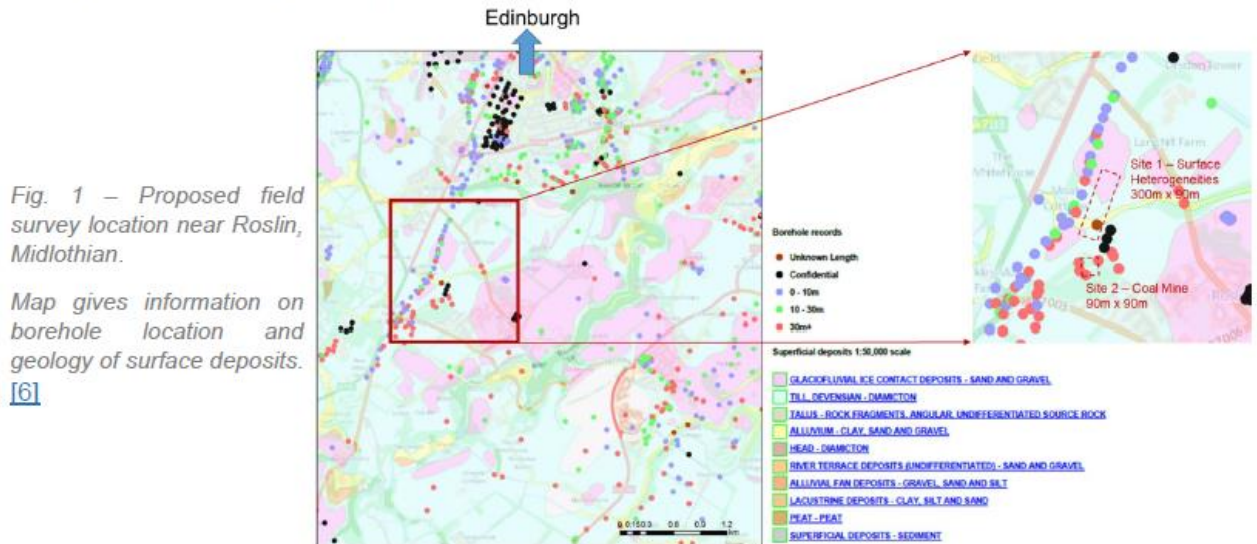 Edinburgh
Fig. 1 – Proposed field
survey location near Roslin,
Midlothian.
Map gives information on
borehole location and
geology of surface deposits.
[6]
Borehole records
Unknown Length
Confidential
0 - 10m
10 - 30m
30m+
Superficial deposits 1:50,000 scale
GLACIOFLUVIAL ICE CONTACT DEPOSITS - SAND AND GRAVEL
TILL, DEVENSIAN - DIAMICTON
TALUS - ROCK FRAGMENTS, ANGULAR, UNDIFFERENTIATED SOURCE ROCK
ALLUVIUM - CLAY, SAND AND GRAVEL
HEAD - DIAMICTON
RIVER TERRACE DEPOSITS (UNDIFFERENTIATED) - SAND AND GRAVEL
ALLUVIAL FAN DEPOSITS - GRAVEL, SAND AND SILT
LACUSTRINE DEPOSITS - CLAY, SILT AND SAND
PEAT - PEAT
SUPERFICIAL DEPOSITS - SEDIMENT
Farm
Site 1 – Surface
Heterogeneities
300m x 90m
Site 2 – Coal Mine
90m x 90m